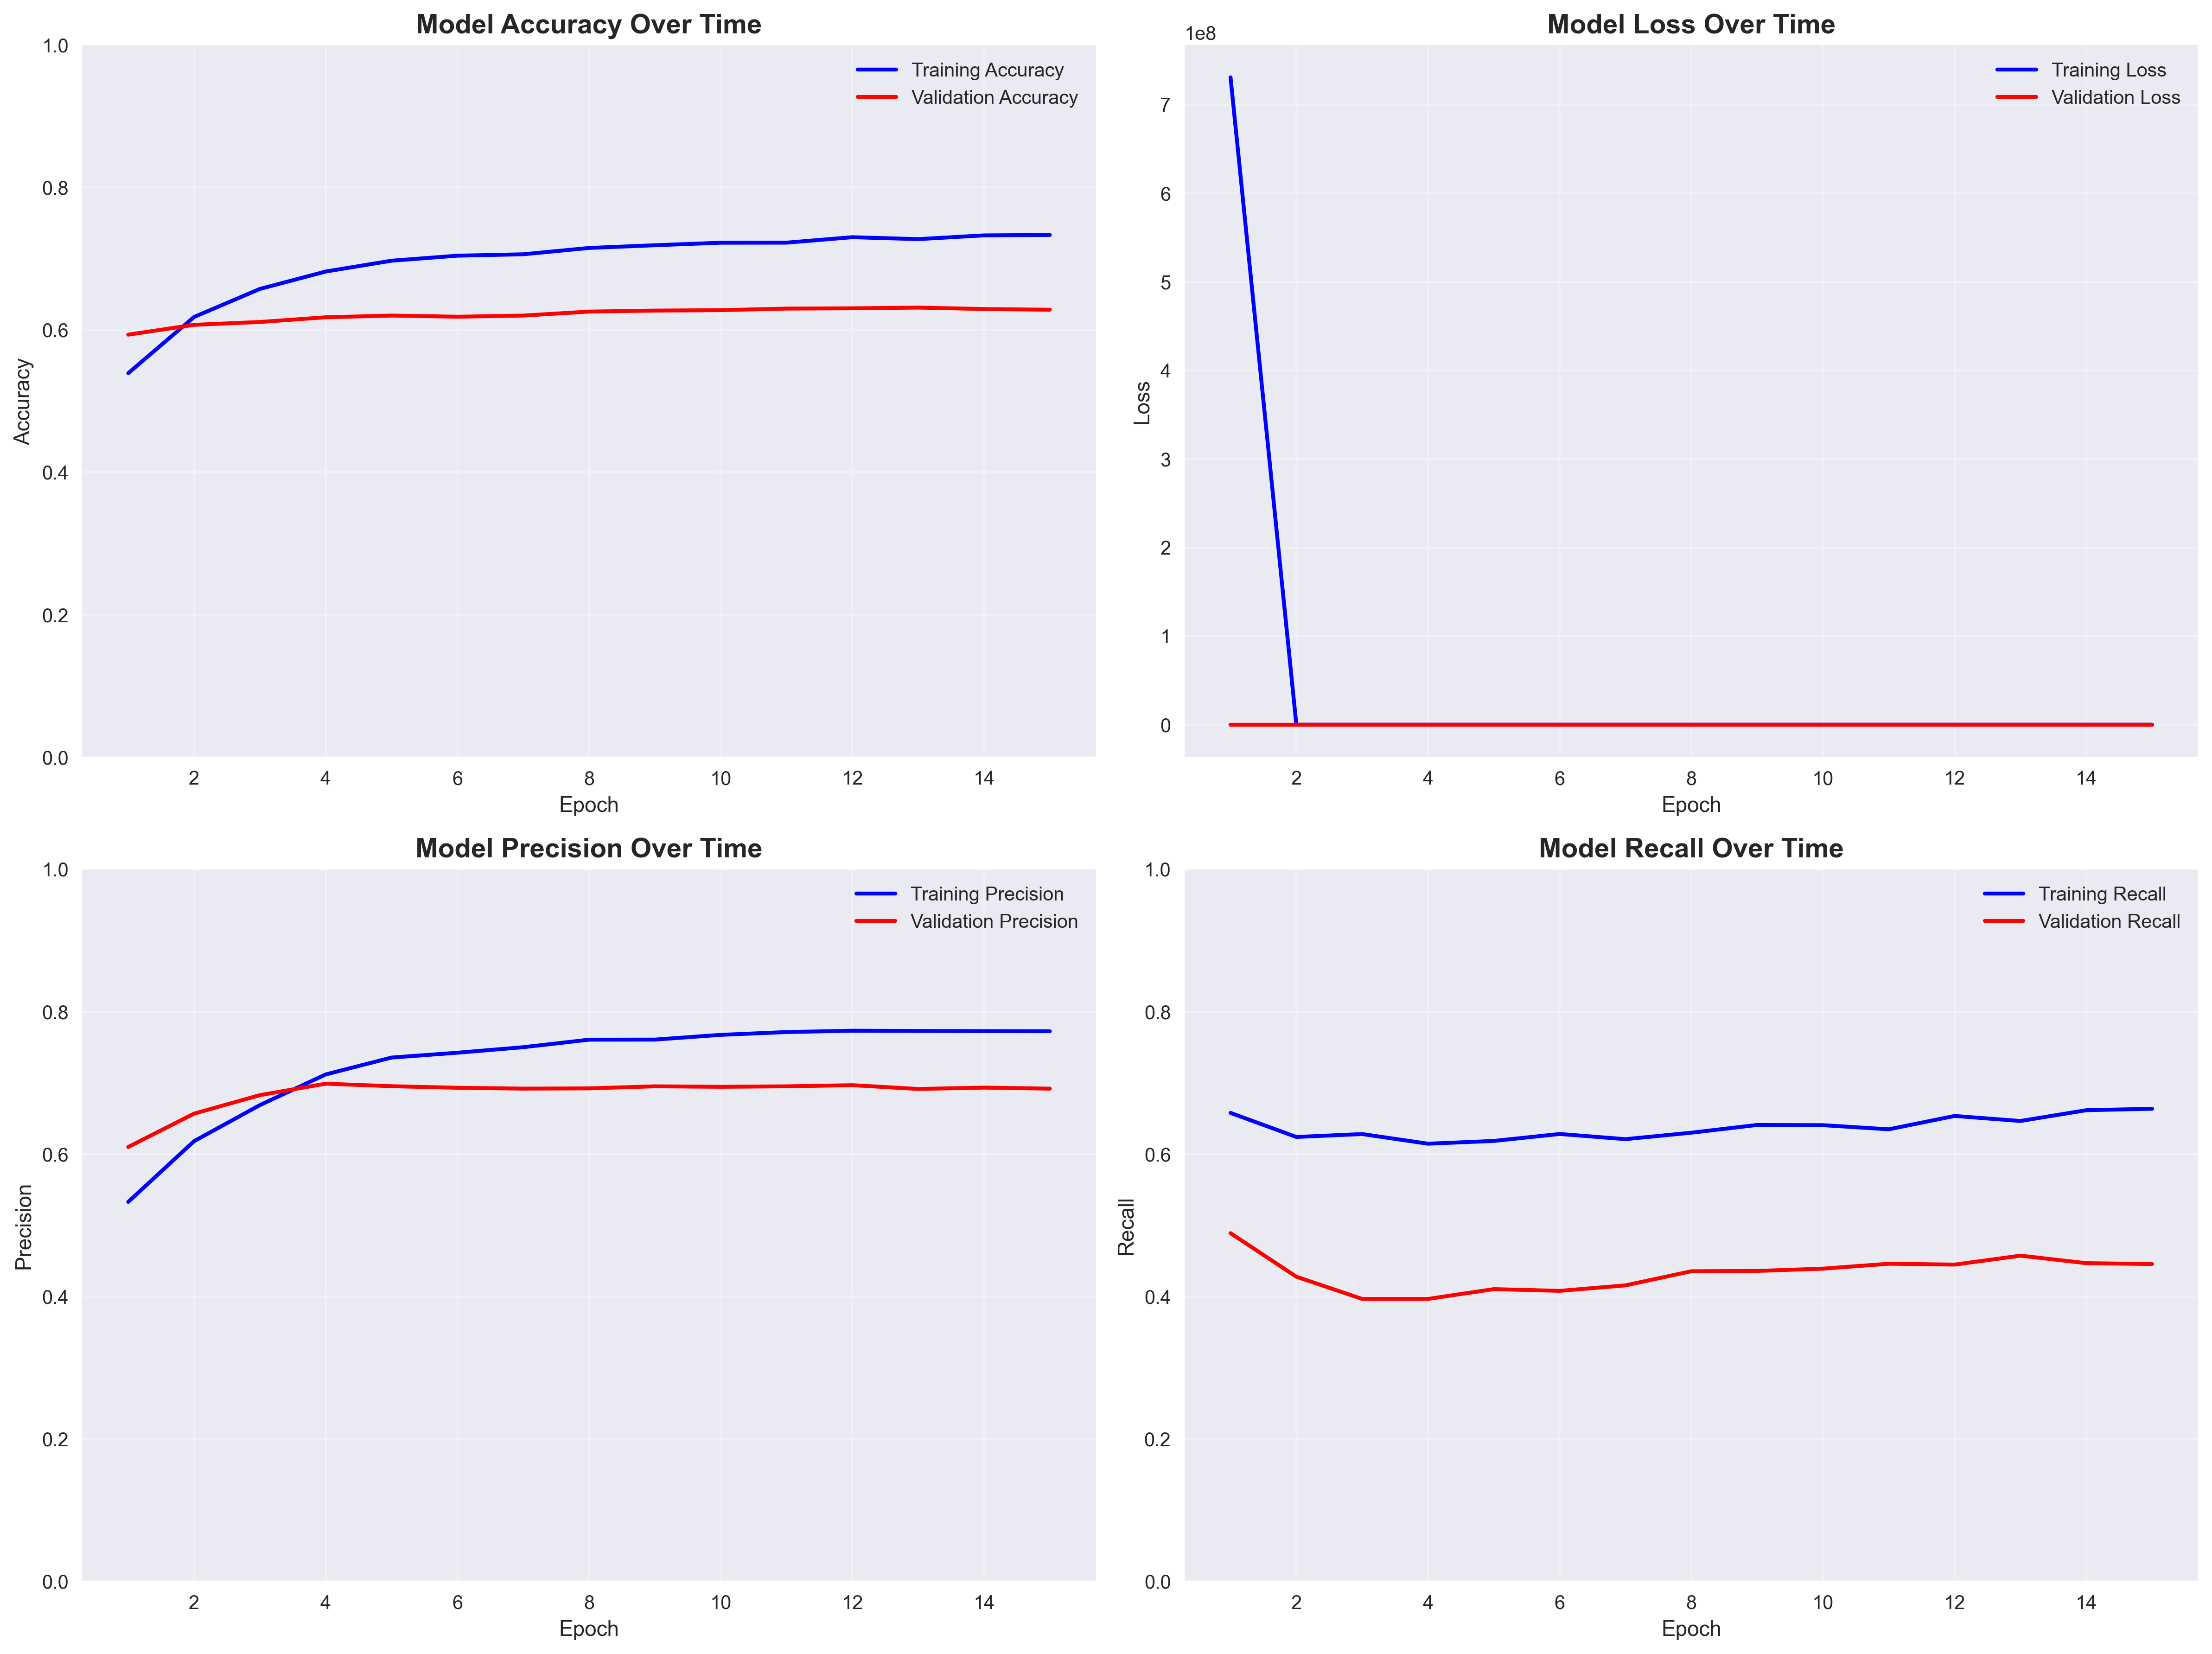 Model Accuracy Over Time
1.0
0.8
0.6
0.4
0.2
0.0
Accuracy
Training Accuracy
Validation Accuracy
2 4 6 8 10 12 14
Epoch
Model Loss Over Time
1e8
7
6
5
4
3
2
1
0
Loss
Training Loss
Validation Loss
2 4 6 8 10 12 14
Epoch
Model Precision Over Time
1.0
0.8
0.6
0.4
0.2
0.0
Precision
Training Precision
Validation Precision
2 4 6 8 10 12 14
Epoch
Model Recall Over Time
1.0
0.8
0.6
0.4
0.2
0.0
Recall
Training Recall
Validation Recall
2 4 6 8 10 12 14
Epoch